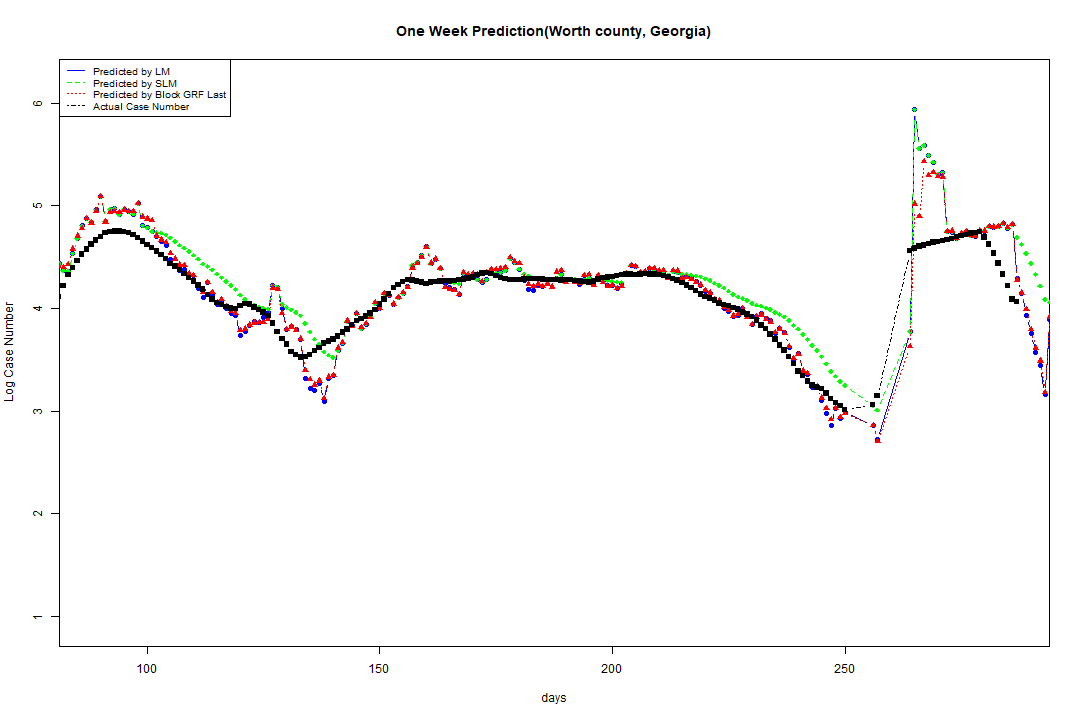 One Week Prediction(Worth county, Georgia)
Predicted by LM
Predicted by SLM
Predicted by Block GRF Last
Actual Case Number
6
5
4
3
2
1
Log Case Number
100 150 200 250
days